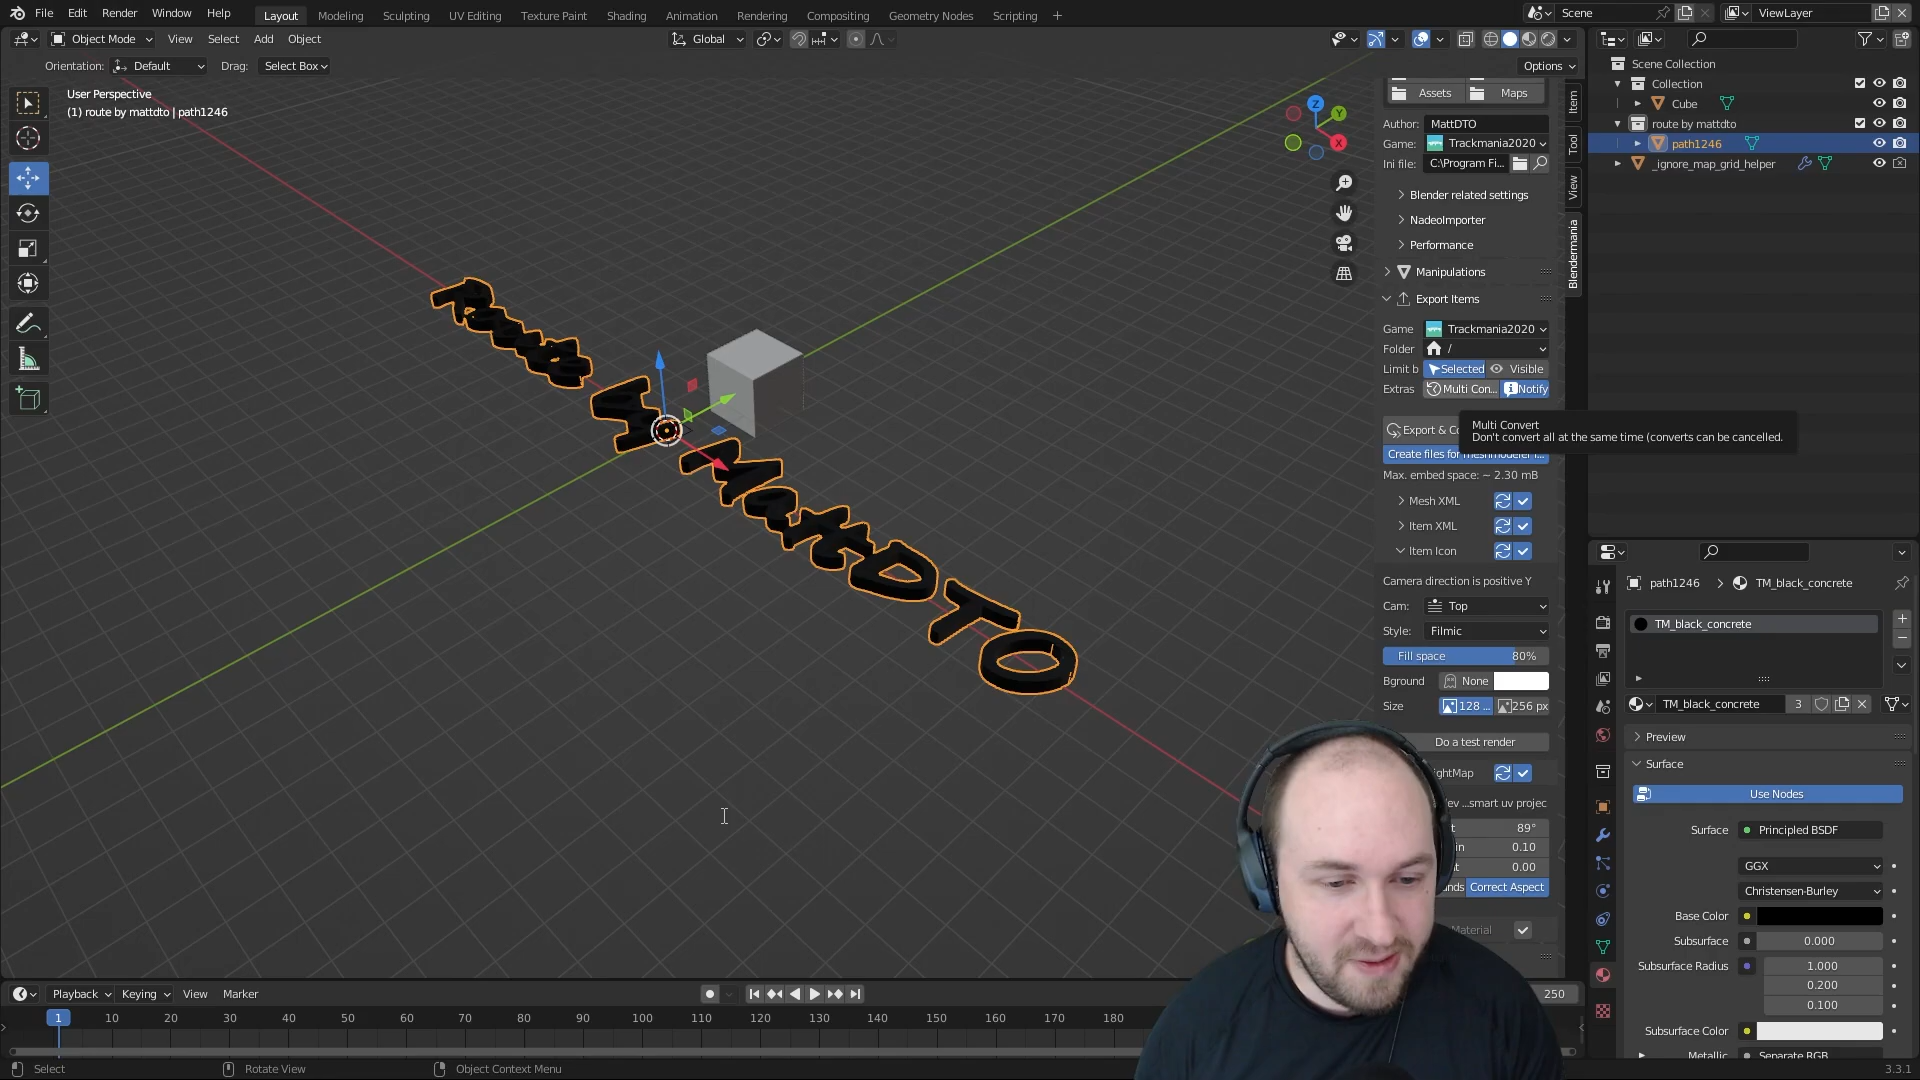 File Edit Render Window Help Layout Modeling Sculpting UV Editing Texture Paint Shading Animation Rendering Compositing Geometry Nodes Scripting + Scene ViewLayer
Object Mode View Select Add Object Global
Orientation: Default Drag: Select Box Options
User Perspective
(1) route by mattdto | path1246
Z
Y
X
Assets Maps
Author: MattDTO
Game: Trackmania2020
Ini file: C:\Program Fi...
Blender related settings
NadeoImporter
Performance
Manipulations
Export Items
Game Trackmania2020
Folder /
Limit b Selected Visible
Extras Multi Con... Notify
Export & Co
Multi Convert
Don't convert all at the same time (converts can be cancelled.
Max. embed space: ~ 2.30 mB
Mesh XML
Item XML
Item Icon
Camera direction is positive Y
Cam: Top
Style: Filmic
Fill space 80%
Bground None
Size 128 ... 256 px
Do a test render
ghtMap
...smart uv projec
89°
0.10
0.00
Correct Aspect
Material
Item
Tool
View
Blendermania
MattDTO
Scene Collection
Collection
Cube
route by mattdto
path1246
_ignore_map_grid_helper
path1246 > TM_black_concrete
TM_black_concrete
TM_black_concrete 3
Preview
Surface
Use Nodes
Surface Principled BSDF
GGX
Christensen-Burley
Base Color
Subsurface 0.000
Subsurface Radius 1.000
0.200
0.100
Subsurface Color
Metallic Separate RGB
Playback Keying View Marker
250
1 10 20 30 40 50 60 70 80 90 100 110 120 130 140 150 160 170 180
Select Rotate View Object Context Menu
3.3.1